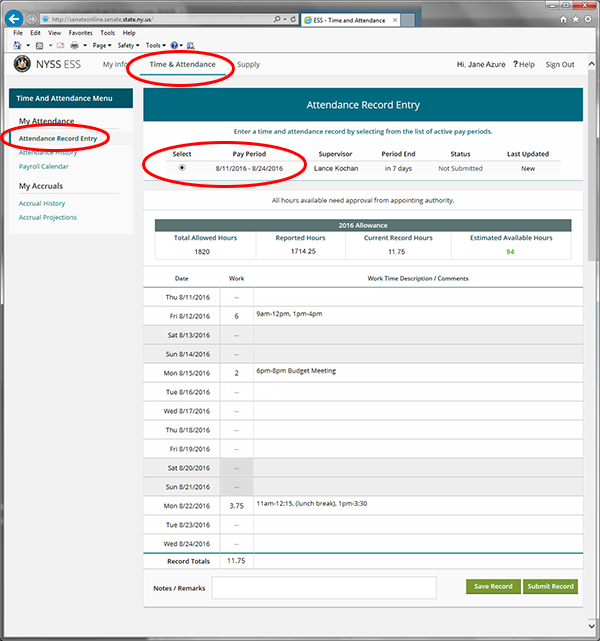 http://senateonline.senate.state.ny.us/
ESS - Time and Attendance
File Edit View Favorites Tools Help
Page Safety Tools
NYSS ESS My Info Time & Attendance Supply Hi, Jane Azure ?Help Sign Out
Time And Attendance Menu
My Attendance
Attendance Record Entry
Attendance History
Payroll Calendar
My Accruals
Accrual History
Accrual Projections
Attendance Record Entry
Enter a time and attendance record by selecting from the list of active pay periods.
Select Pay Period Supervisor Period End Status Last Updated
8/11/2016 - 8/24/2016 Lance Kochan in 7 days Not Submitted New
All hours available need approval from appointing authority.
2016 Allowance
Total Allowed Hours Reported Hours Current Record Hours Estimated Available Hours
1820 1714.25 11.75 94
Date Work Work Time Description / Comments
Thu 8/11/2016 --
Fri 8/12/2016 6 9am-12pm, 1pm-4pm
Sat 8/13/2016 --
Sun 8/14/2016 --
Mon 8/15/2016 2 6pm-8pm Budget Meeting
Tue 8/16/2016 --
Wed 8/17/2016 --
Thu 8/18/2016 --
Fri 8/19/2016 --
Sat 8/20/2016 --
Sun 8/21/2016 --
Mon 8/22/2016 3.75 11am-12:15, (lunch break), 1pm-3:30
Tue 8/23/2016 --
Wed 8/24/2016 --
Record Totals 11.75
Notes / Remarks Save Record Submit Record